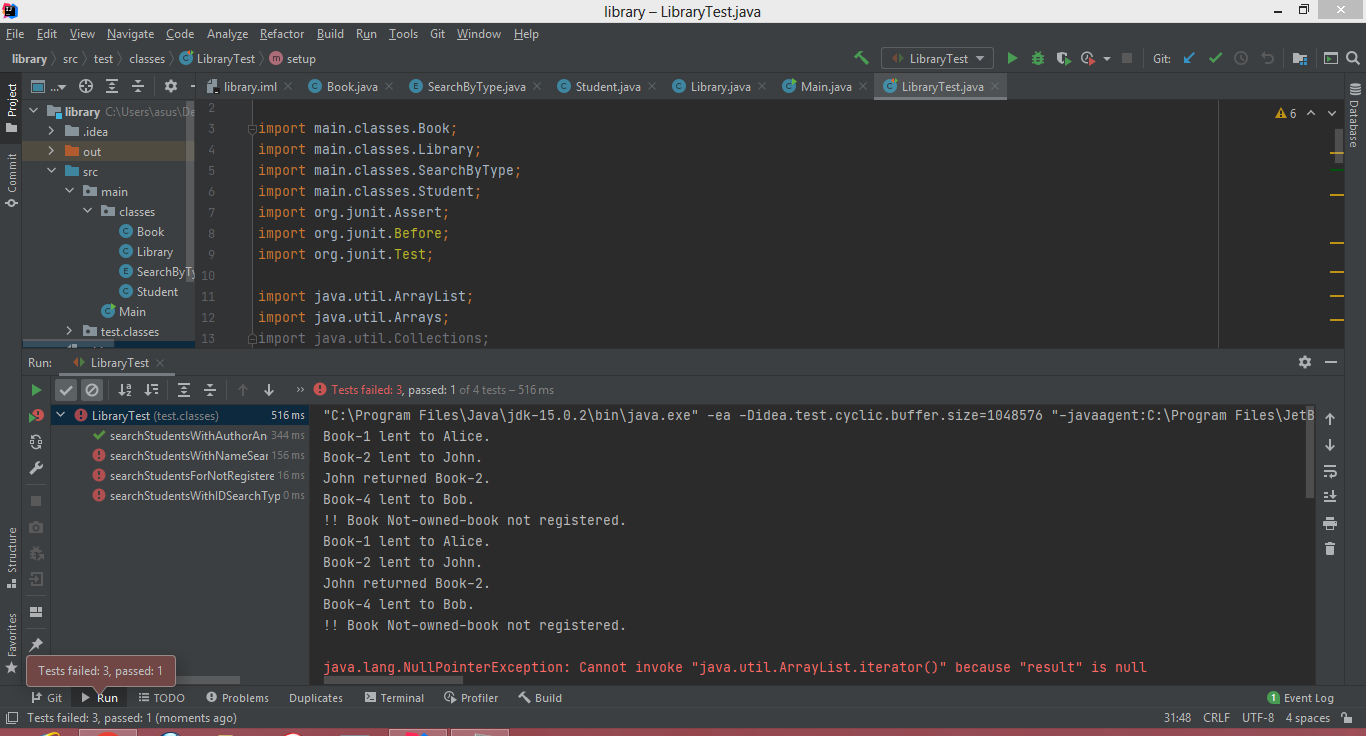 library – LibraryTest.java
File Edit View Navigate Code Analyze Refactor Build Run Tools Git Window Help
library src test classes LibraryTest m setup LibraryTest Git:
Project
Commit
Structure
Favorites
Database
library.iml Book.java SearchByType.java Student.java Library.java Main.java LibraryTest.java
library C:\Users\asus\De
.idea
out
src
main
classes
Book
Library
SearchByTy
Student
Main
test.classes
6
2
3 import main.classes.Book;
4 import main.classes.Library;
5 import main.classes.SearchByType;
6 import main.classes.Student;
7 import org.junit.Assert;
8 import org.junit.Before;
9 import org.junit.Test;
10
11 import java.util.ArrayList;
12 import java.util.Arrays;
13 import java.util.Collections;
Run: LibraryTest
Tests failed: 3, passed: 1 of 4 tests – 516 ms
LibraryTest (test.classes) 516 ms
searchStudentsWithAuthorAn 344 ms
searchStudentsWithNameSear 156 ms
searchStudentsForNotRegistere 16 ms
searchStudentsWithIDSearchTyp 0 ms
"C:\Program Files\Java\jdk-15.0.2\bin\java.exe" -ea -Didea.test.cyclic.buffer.size=1048576 "-javaagent:C:\Program Files\JetB
Book-1 lent to Alice.
Book-2 lent to John.
John returned Book-2.
Book-4 lent to Bob.
!! Book Not-owned-book not registered.
Book-1 lent to Alice.
Book-2 lent to John.
John returned Book-2.
Book-4 lent to Bob.
!! Book Not-owned-book not registered.
java.lang.NullPointerException: Cannot invoke "java.util.ArrayList.iterator()" because "result" is null
Tests failed: 3, passed: 1
Git Run TODO Problems Duplicates Terminal Profiler Build 1 Event Log
Tests failed: 3, passed: 1 (moments ago) 31:48 CRLF UTF-8 4 spaces